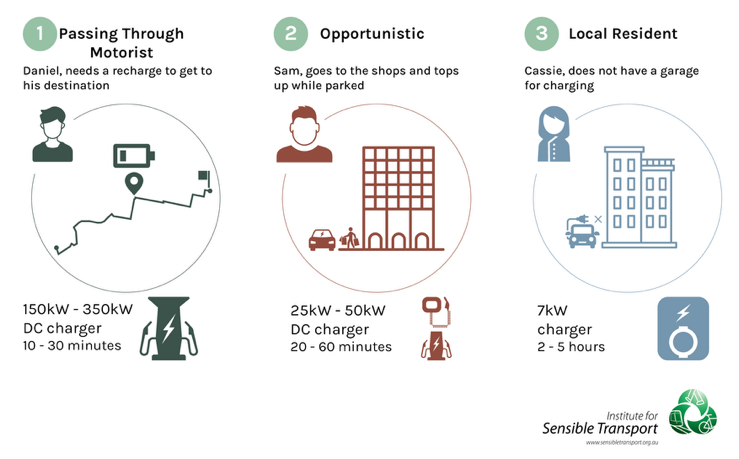 1 Passing Through
Motorist
Daniel, needs a recharge to get to
his destination
150kW - 350kW
DC charger
10 - 30 minutes
2 Opportunistic
Sam, goes to the shops and tops
up while parked
25kW - 50kW
DC charger
20 - 60 minutes
3 Local Resident
Cassie, does not have a garage
for charging
7kW
charger
2 - 5 hours
Institute for
Sensible Transport
www.sensibletransport.org.au